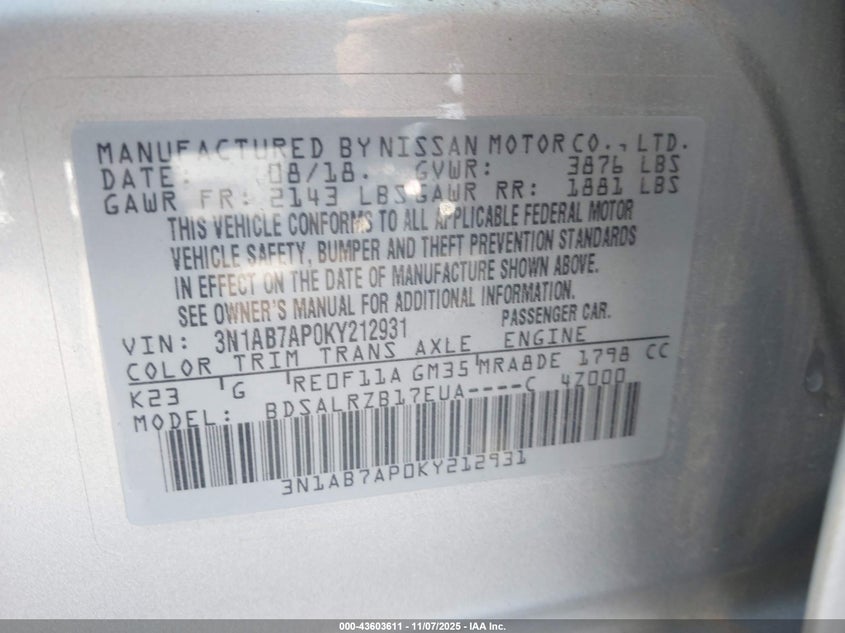 MANUFACTURED BY NISSAN MOTOR CO., LTD.
DATE: 08/18. GVWR: 3876 LBS
GAWR FR: 2143 LBS GAWR RR: 1881 LBS
THIS VEHICLE CONFORMS TO ALL APPLICABLE FEDERAL MOTOR
VEHICLE SAFETY, BUMPER AND THEFT PREVENTION STANDARDS
IN EFFECT ON THE DATE OF MANUFACTURE SHOWN ABOVE.
SEE OWNER'S MANUAL FOR ADDITIONAL INFORMATION.
VIN: 3N1AB7AP0KY212931 PASSENGER CAR.
COLOR TRIM TRANS AXLE ENGINE
K23 G RE0F11A GM35 MRA8DE 1798 CC
MODEL: BDSALRZB17EUA----C 47000
3N1AB7AP0KY212931
000-43603611 - 11/07/2025 - IAA Inc.